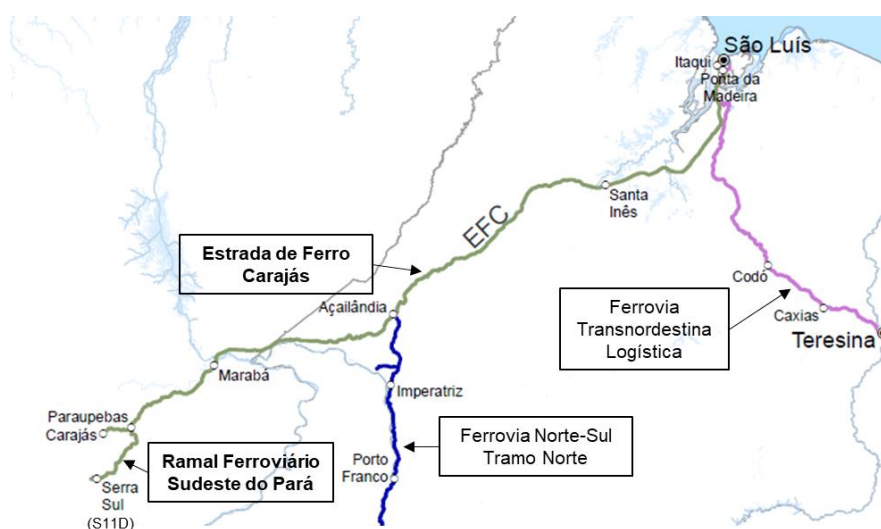 São Luís
Itaqui
Ponta da
Madeira
Santa
Inês
EFC
Estrada de Ferro
Carajás
Açailândia
Codó
Ferrovia
Transnordestina
Logística
Caxias
Teresina
Marabá
Imperatriz
Paraupebas
Carajás
Ferrovia Norte-Sul
Tramo Norte
Ramal Ferroviário
Sudeste do Pará
Porto
Franco
Serra
Sul
(S11D)